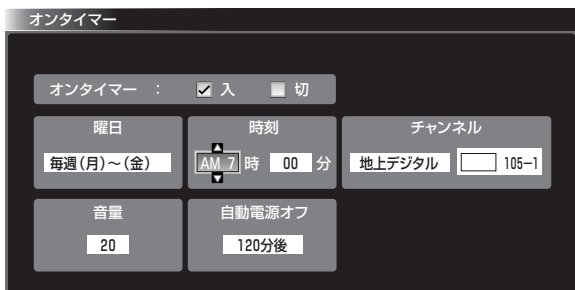 オンタイマー
オンタイマー : 入 切
曜日 時刻 チャンネル
毎週(月)~(金) AM 7 時 00 分 地上デジタル 105-1
音量 自動電源オフ
20 120分後